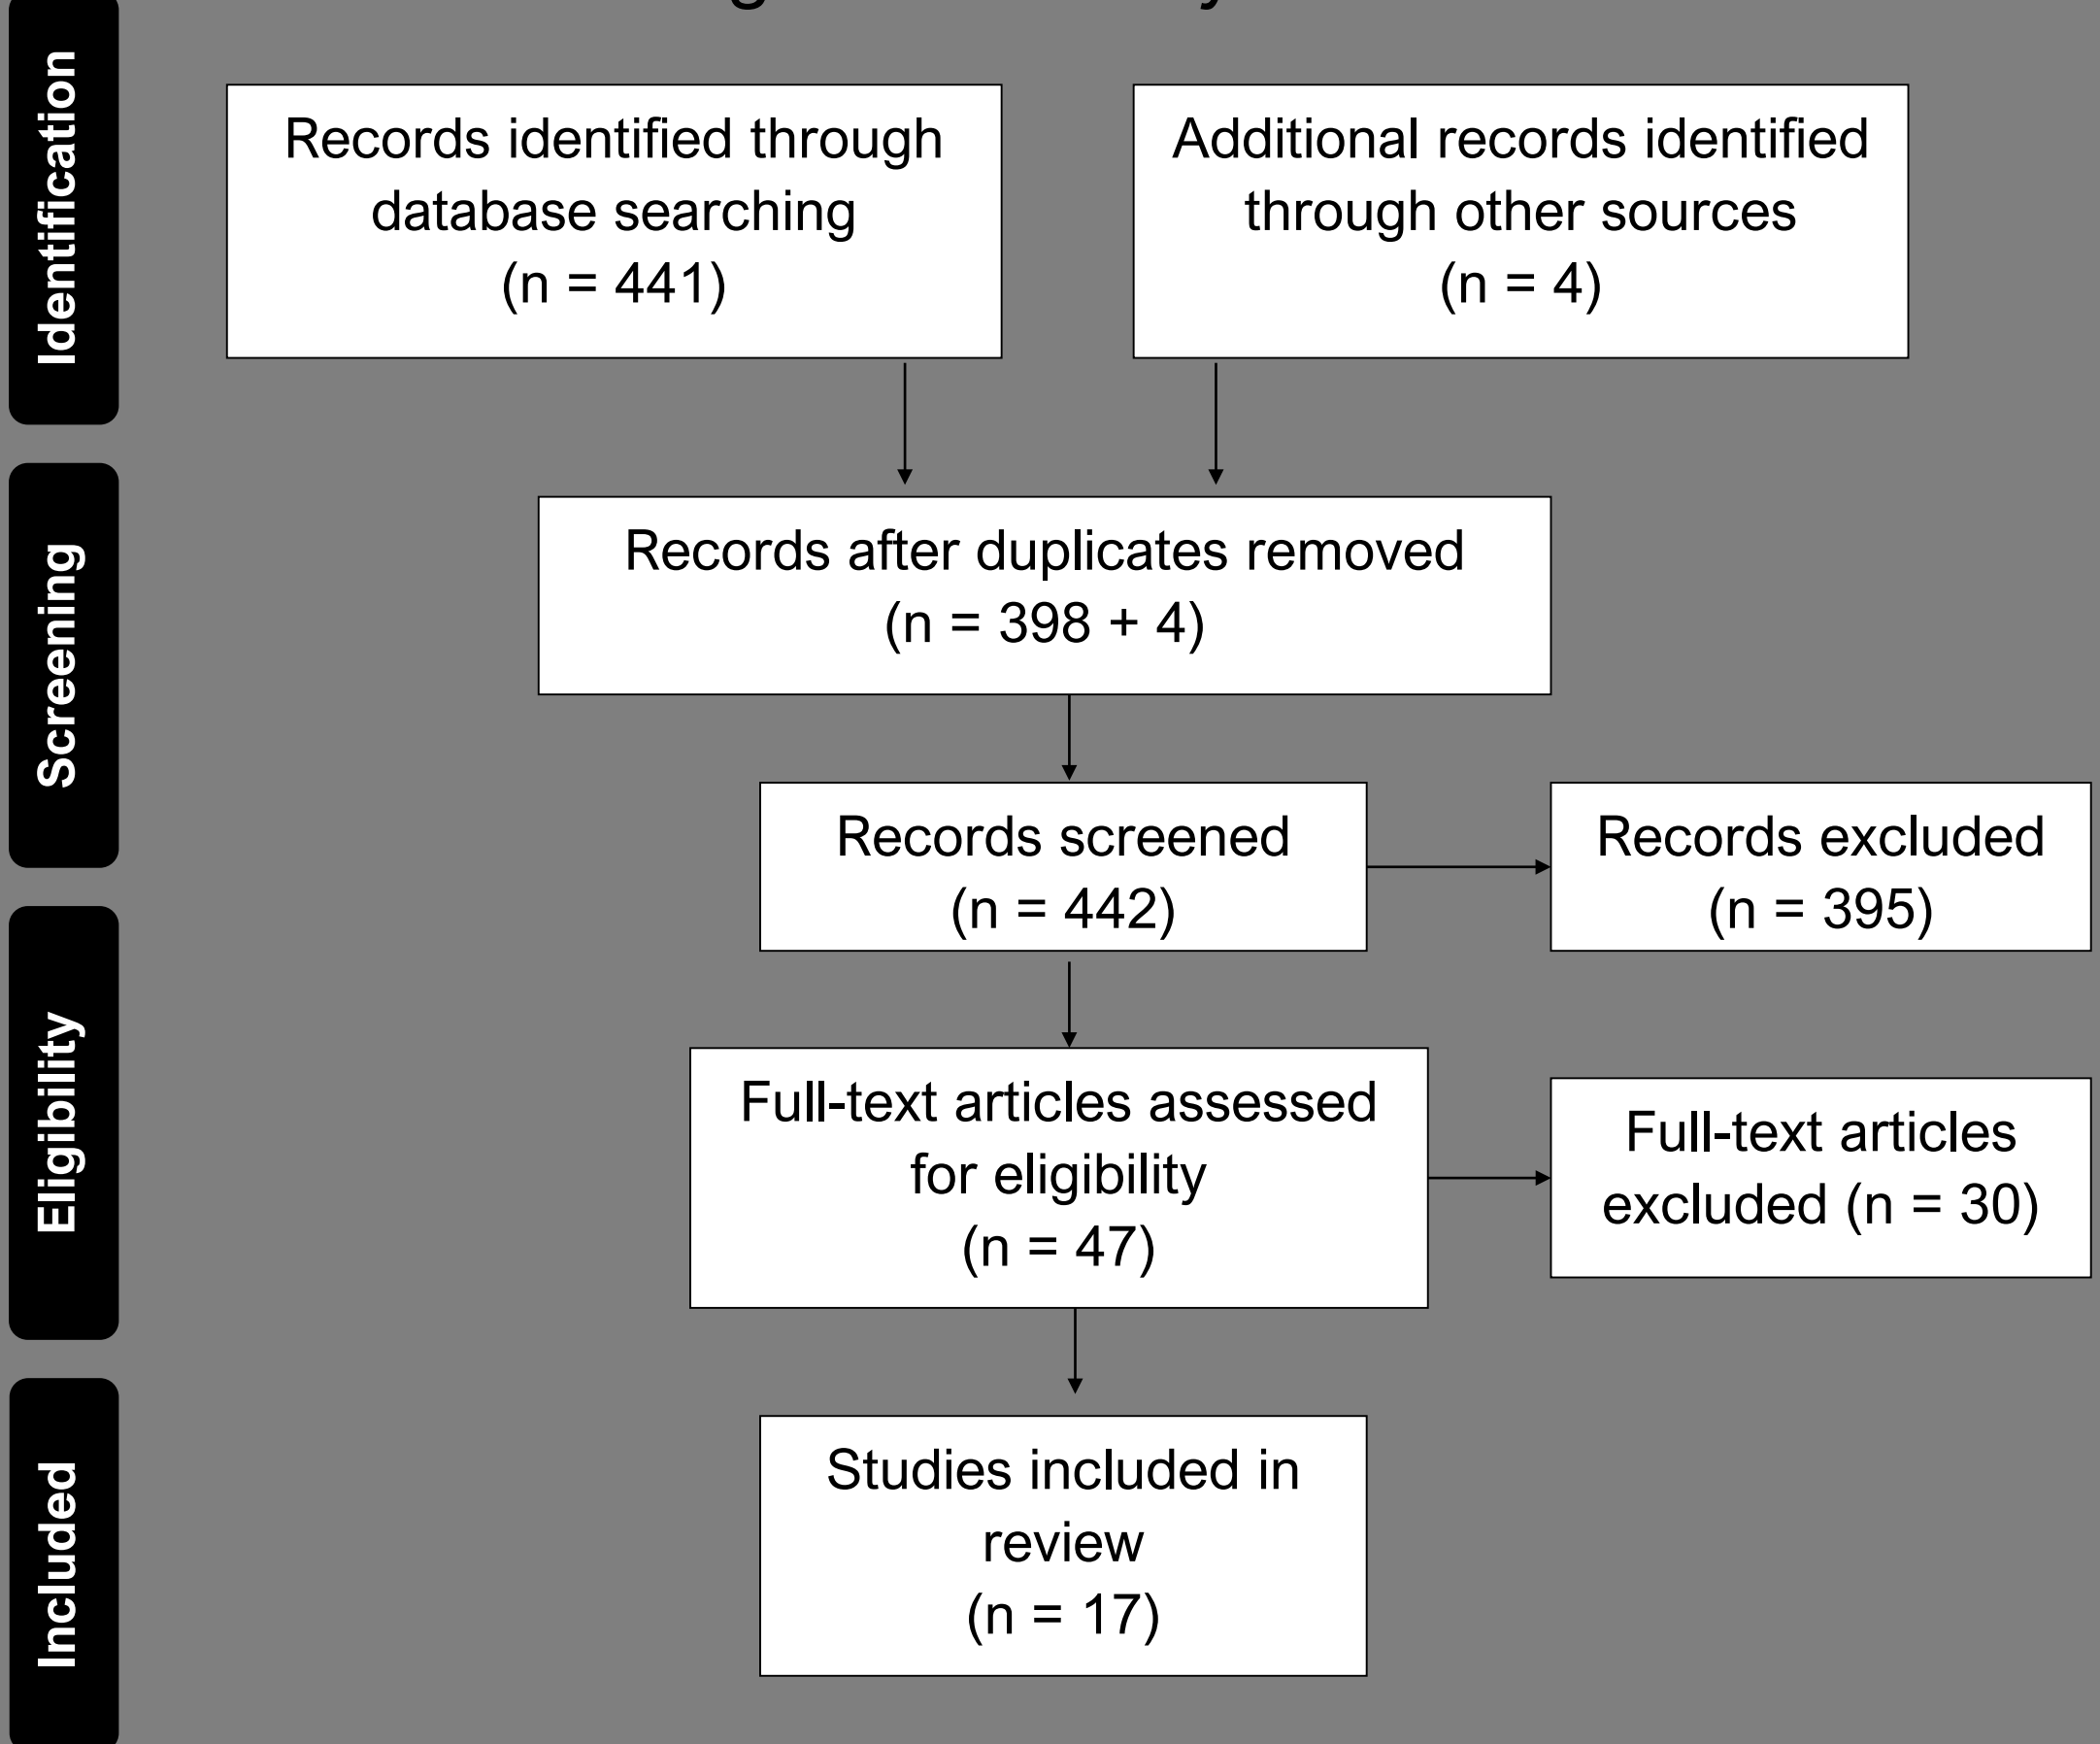 Identification
Records identified through
database searching
(n = 441)
Additional records identified
through other sources
(n = 4)
Screening
Records after duplicates removed
(n = 398 + 4)
Records screened
(n = 442)
Records excluded
(n = 395)
Eligibility
Full-text articles assessed
for eligibility
(n = 47)
Full-text articles
excluded (n = 30)
Included
Studies included in
review
(n = 17)